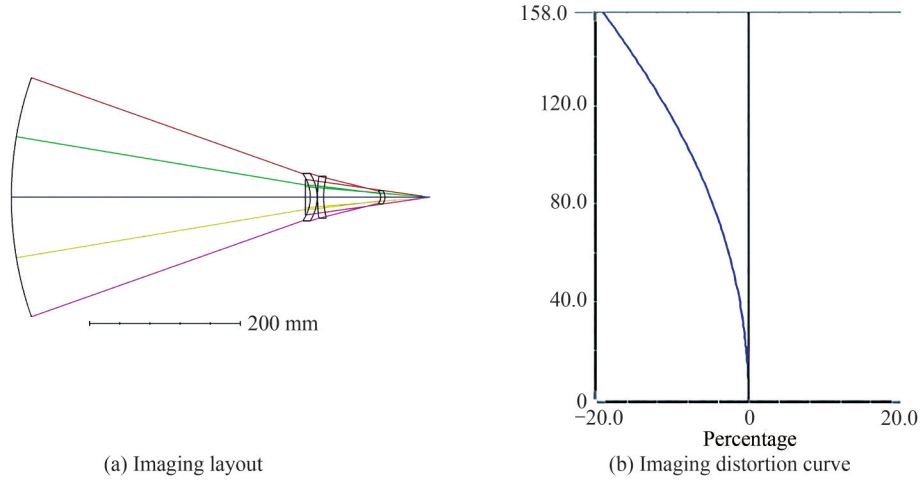 200 mm
(a) Imaging layout
158.0
120.0
80.0
40.0
0
−20.0 0 20.0
Percentage
(b) Imaging distortion curve